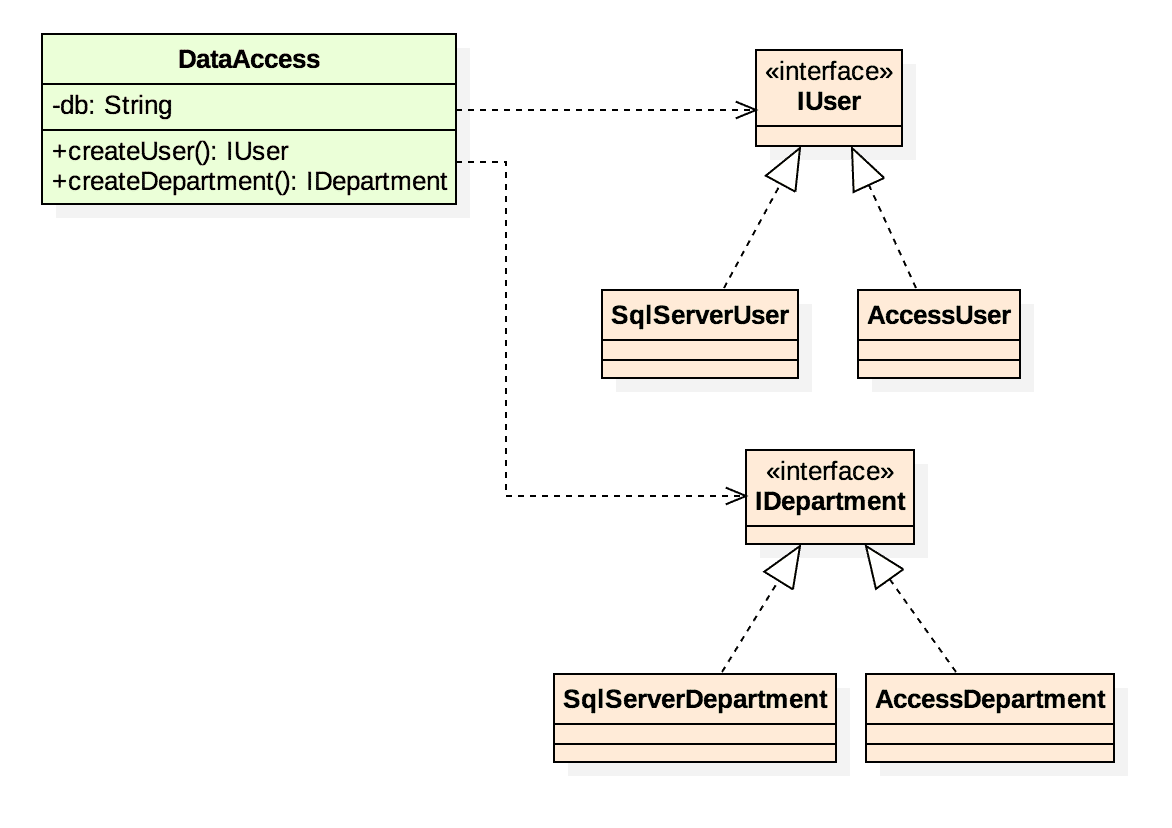 DataAccess
-db: String
+createUser(): IUser
+createDepartment(): IDepartment
«interface»
IUser
SqlServerUser
AccessUser
«interface»
IDepartment
SqlServerDepartment
AccessDepartment